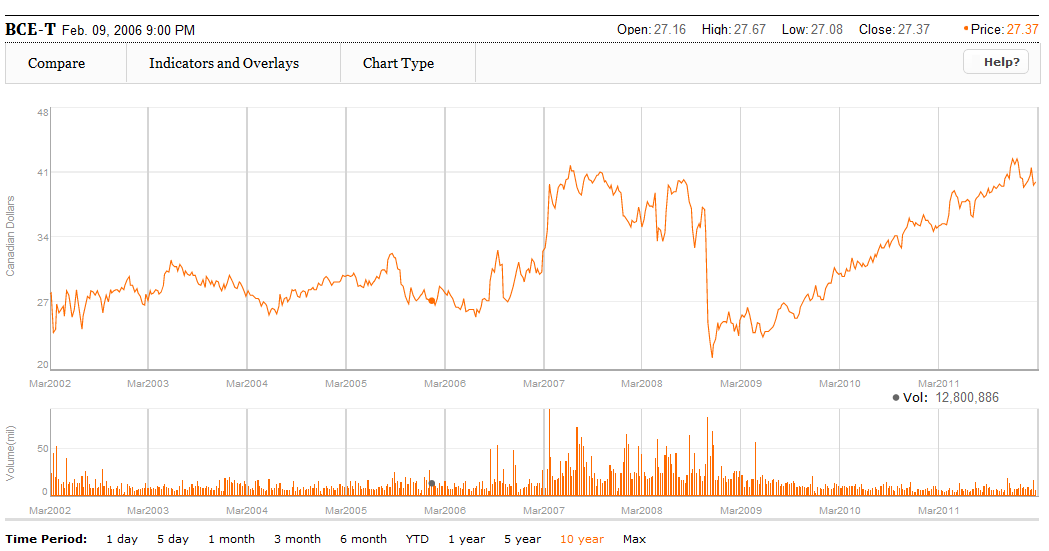 BCE-T Feb. 09, 2006 9:00 PM Open: 27.16 High: 27.67 Low: 27.08 Close: 27.37 Price: 27.37
Compare Indicators and Overlays Chart Type Help?
48
41
34
27
20
Canadian Dollars
Mar2002 Mar2003 Mar2004 Mar2005 Mar2006 Mar2007 Mar2008 Mar2009 Mar2010 Mar2011
Vol: 12,800,886
50
0
Volume(mil)
Mar2002 Mar2003 Mar2004 Mar2005 Mar2006 Mar2007 Mar2008 Mar2009 Mar2010 Mar2011
Time Period: 1 day 5 day 1 month 3 month 6 month YTD 1 year 5 year 10 year Max